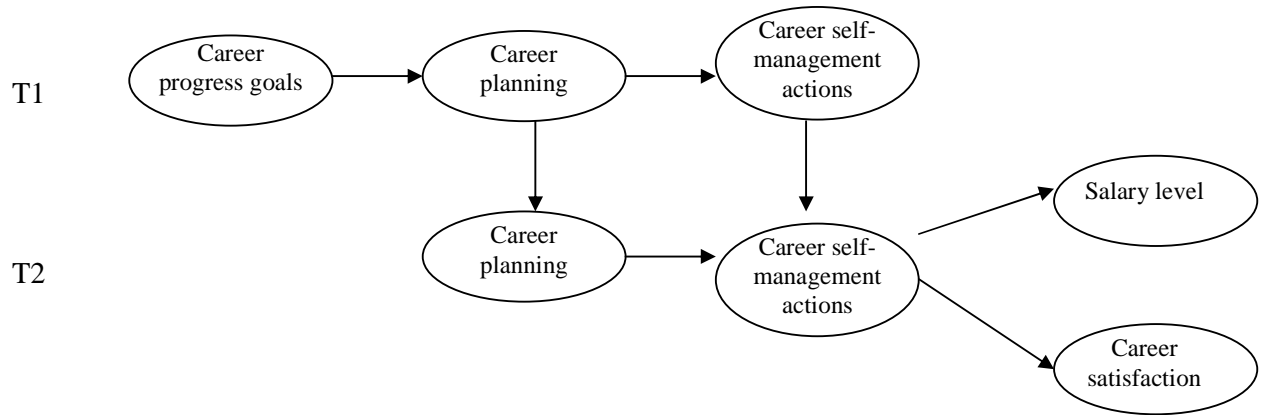 T1
Career
progress goals
Career
planning
Career self-
management
actions
Salary level
T2
Career
planning
Career self-
management
actions
Career
satisfaction